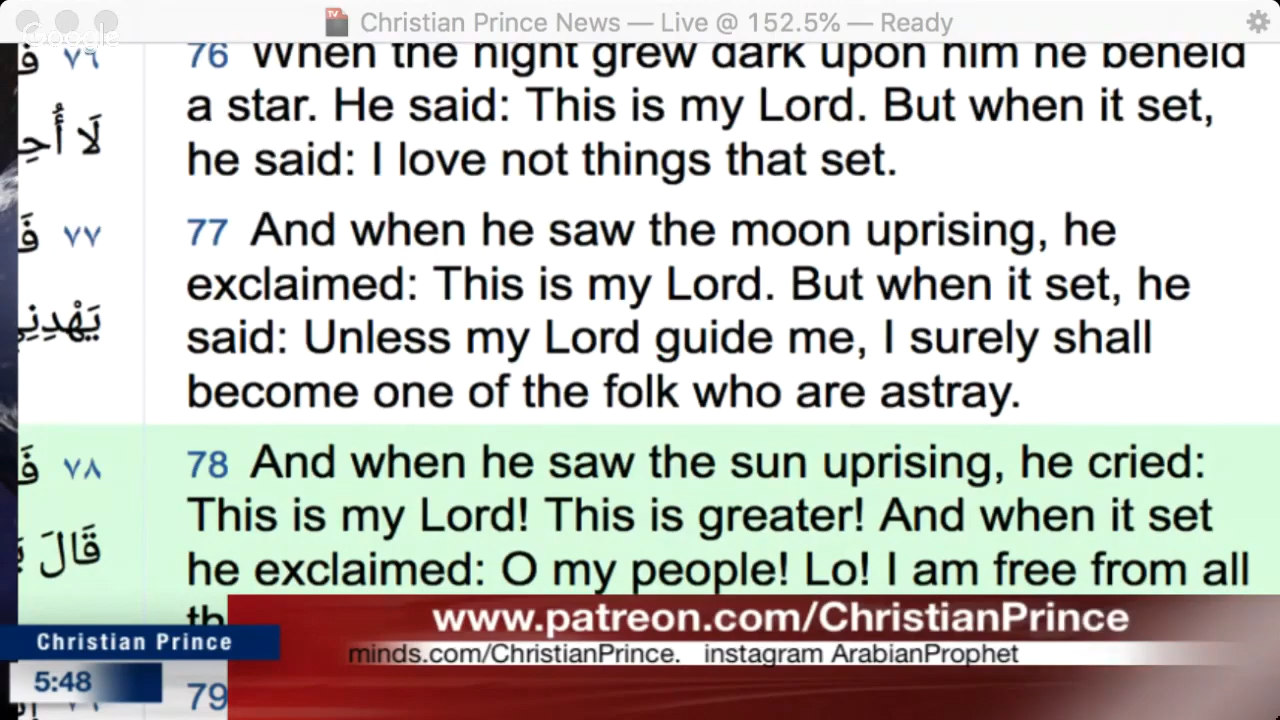 Christian Prince News — Live @ 152.5% — Ready
Google
٧٦
76 When the night grew dark upon him he beheld
a star. He said: This is my Lord. But when it set,
لَا أُحِ
he said: I love not things that set.
٧٧
77 And when he saw the moon uprising, he
exclaimed: This is my Lord. But when it set, he
said: Unless my Lord guide me, I surely shall
become one of the folk who are astray.
٧٨
78 And when he saw the sun uprising, he cried:
This is my Lord! This is greater! And when it set
قَالَ
he exclaimed: O my people! Lo! I am free from all
th
www.patreon.com/ChristianPrince
Christian Prince
minds.com/ChristianPrince. instagram ArabianProphet
5:48
79